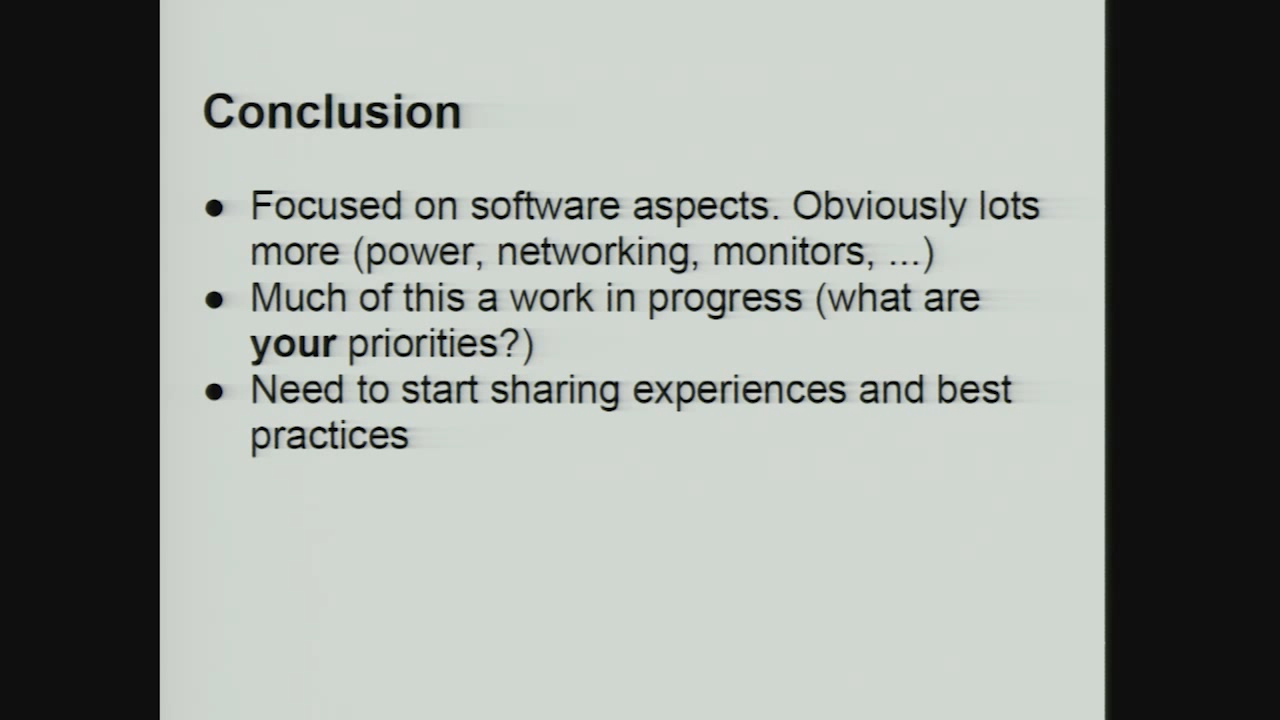 Conclusion
● Focused on software aspects. Obviously lots
more (power, networking, monitors, ...)
● Much of this a work in progress (what are
your priorities?)
● Need to start sharing experiences and best
practices